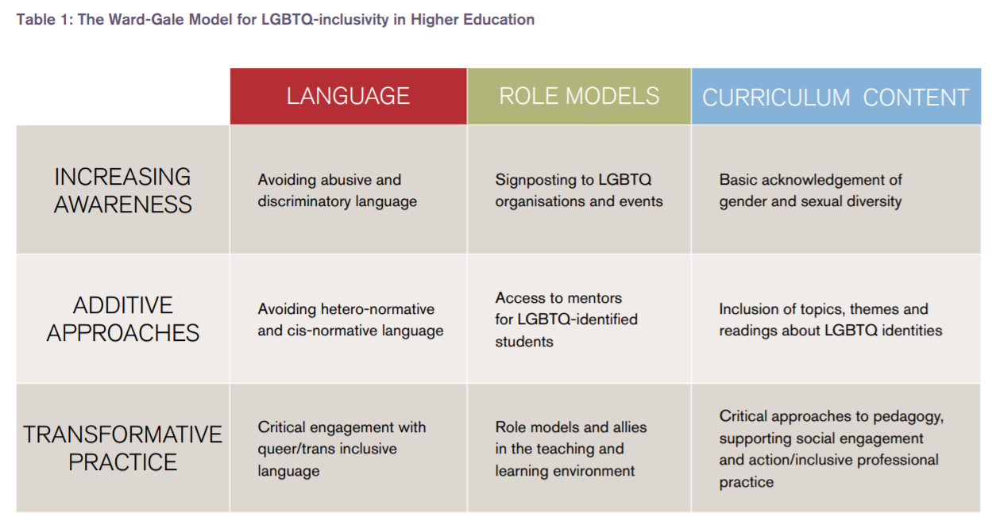 Table 1: The Ward-Gale Model for LGBTQ-inclusivity in Higher Education
LANGUAGE
ROLE MODELS
CURRICULUM CONTENT
INCREASING
AWARENESS
Avoiding abusive and
discriminatory language
Signposting to LGBTQ
organisations and events
Basic acknowledgement of
gender and sexual diversity
ADDITIVE
APPROACHES
Avoiding hetero-normative
and cis-normative language
Access to mentors
for LGBTQ-identified
students
Inclusion of topics, themes and
readings about LGBTQ identities
TRANSFORMATIVE
PRACTICE
Critical engagement with
queer/trans inclusive
language
Role models and allies
in the teaching and
learning environment
Critical approaches to pedagogy,
supporting social engagement
and action/inclusive professional
practice